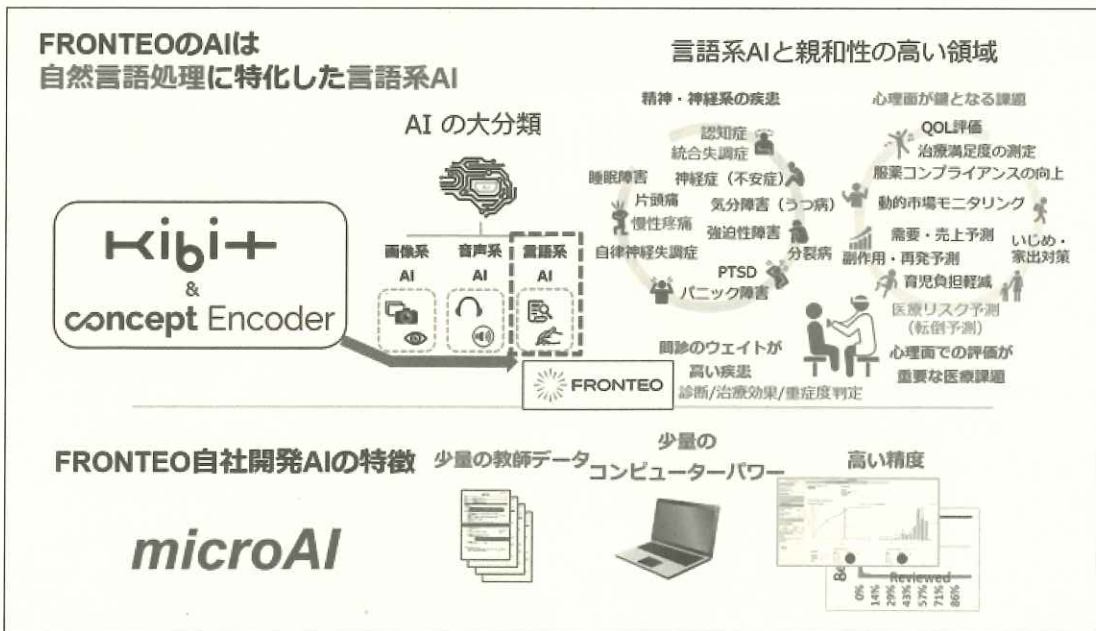 FRONTEOのAIは
自然言語処理に特化した言語系AI
AI の大分類
画像系
AI
音声系
AI
言語系
AI
KibiT
&
concept Encoder
FRONTEO
言語系AIと親和性の高い領域
精神・神経系の疾患
認知症
統合失調症
睡眠障害
神経症（不安症）
片頭痛
気分障害（うつ病）
慢性疼痛
強迫性障害
自律神経失調症
分裂病
PTSD
パニック障害
問診のウェイトが
高い疾患
診断/治療効果/重症度判定
心理面が鍵となる課題
QOL評価
治療満足度の測定
服薬コンプライアンスの向上
動的市場モニタリング
需要・売上予測
いじめ・
家出対策
副作用・再発予測
育児負担軽減
医療リスク予測
（転倒予測）
心理面での評価が
重要な医療課題
FRONTEO自社開発AIの特徴
microAI
少量の教師データ
少量の
コンピューターパワー
高い精度
Reviewed
0%
14%
29%
43%
57%
71%
86%